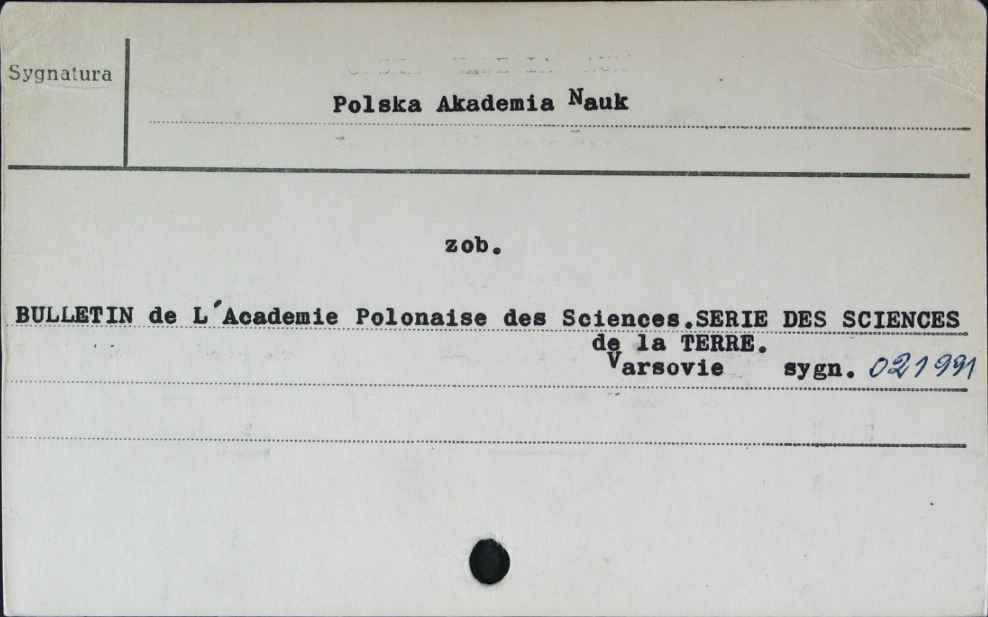 Sygnatura
Polska Akademia Nauk
zob.
BULLETIN de L´Academie Polonaise des Sciences.SERIE DES SCIENCES
de la TERRE.
Varsovie sygn. 021991